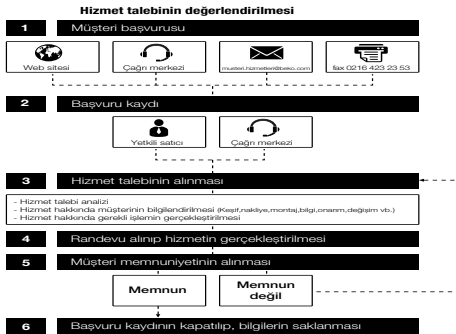 Hizmet talebinin değerlendirilmesi
1 Müşteri başvurusu
Web sitesi
Çağrı merkezi
musteri.hizmetleri@beko.com
fax 0216 423 23 53
2 Başvuru kaydı
Yetkili satıcı
Çağrı merkezi
3 Hizmet talebinin alınması
- Hizmet talebi analizi
- Hizmet hakkında müşterinin bilgilendirilmesi (Keşif,nakliye,montaj,bilgi,onarım,değişim vb.)
- Hizmet hakkında gerekli işlemin gerçekleştirilmesi
4 Randevu alınıp hizmetin gerçekleştirilmesi
5 Müşteri memnuniyetinin alınması
Memnun
Memnun
değil
6 Başvuru kaydının kapatılıp, bilgilerin saklanması